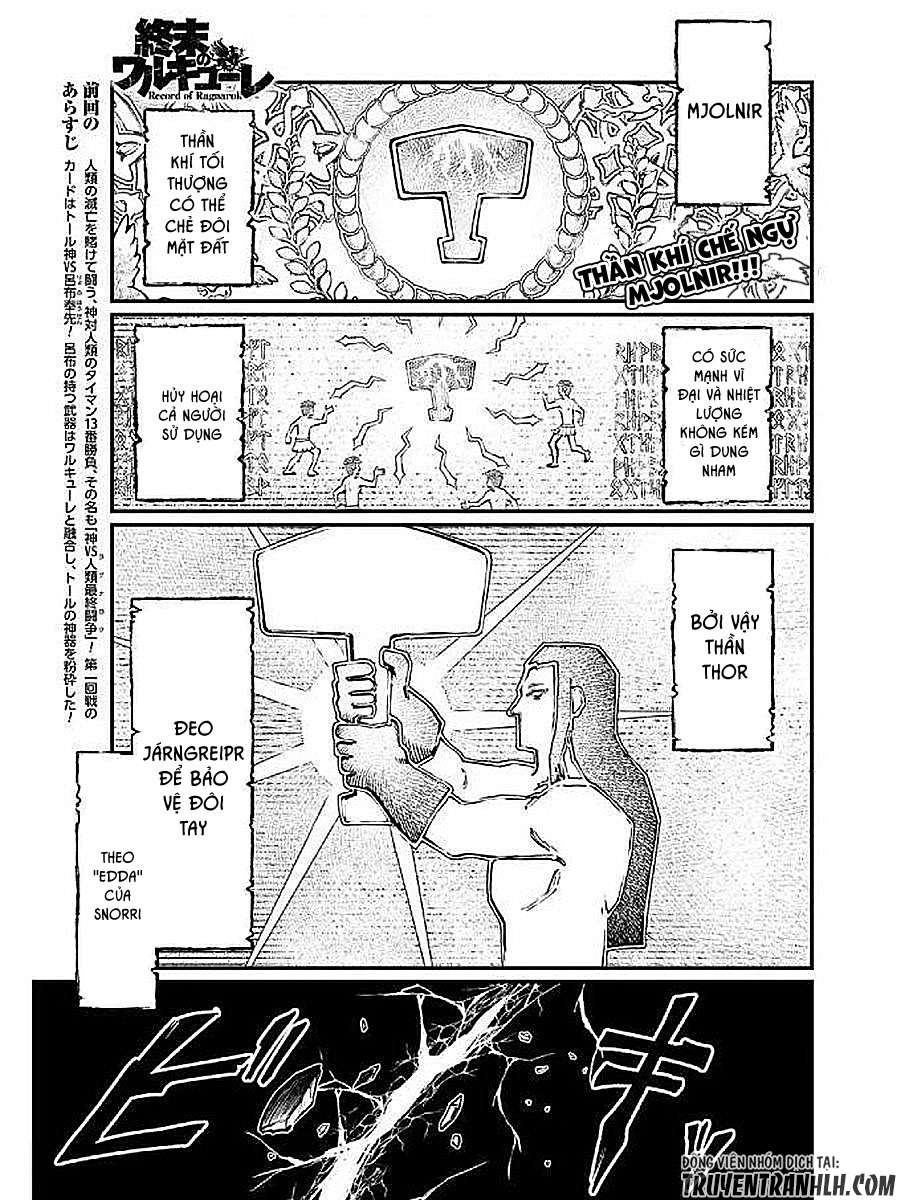 終末のワルキューレ
Record of Ragnarok
前回のあらすじ
人類の滅亡を賭けて闘う、神対人類のタイマン13番勝負、その名も「神VS人類最終闘争」！ 第一回戦の
カードはトール神VS呂布奉先！ 呂布の持つ武器はワルキューレと融合し、トールの神器を粉砕した！
MJOLNIR
THẦN
KHÍ TỐI
THƯỢNG
CÓ THỂ
CHẺ ĐÔI
MẶT ĐẤT
THẦN KHÍ CHẾ NGỰ
MJOLNIR!!!
CÓ SỨC
MẠNH VĨ
ĐẠI VÀ NHIỆT
LƯỢNG
KHÔNG KÉM
GÌ DUNG
NHAM
HỦY HOẠI
CẢ NGƯỜI
SỬ DỤNG
BỞI VẬY
THẦN
THOR
ĐEO
JÁRNGREIPR
ĐỂ BẢO
VỆ ĐÔI
TAY
THEO
"EDDA"
CỦA
SNORRI
ビキ
ĐỘNG VIÊN NHÓM DỊCH TẠI:
TRUYENTRANHLH.COM